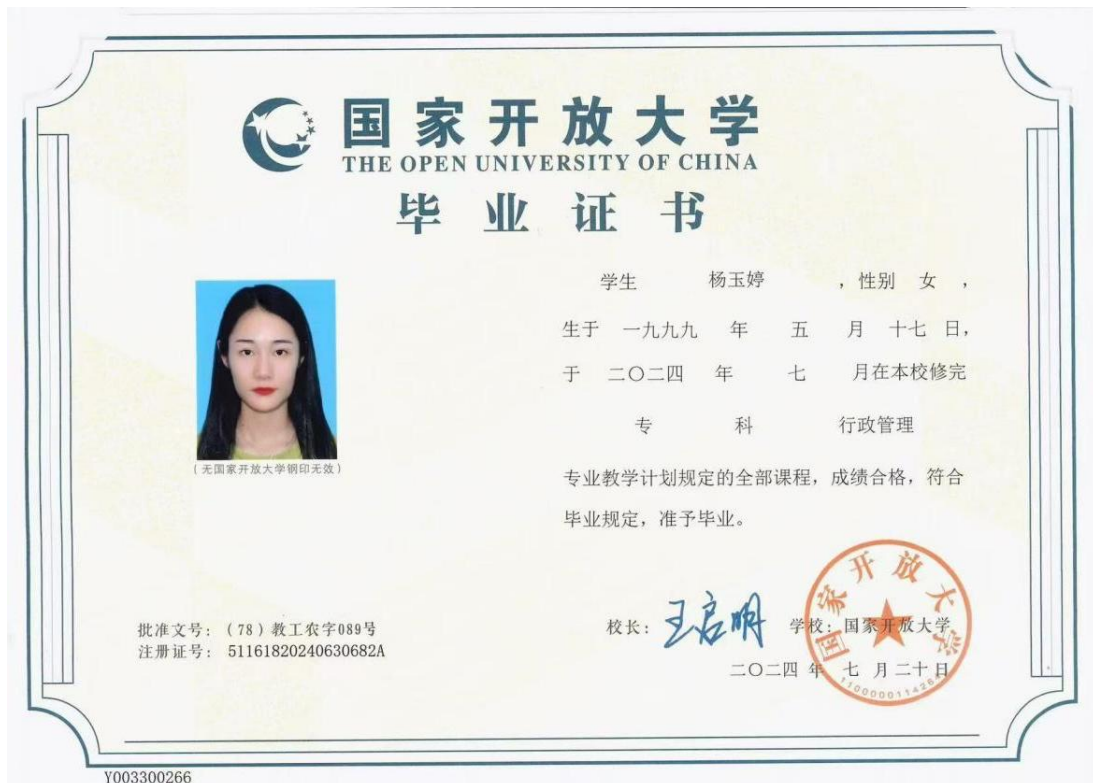 国家开放大学
THE OPEN UNIVERSITY OF CHINA
毕业证书
学生 杨玉婷 ，性别 女 ，
生于 一九九九 年 五 月 十七 日，
于 二〇二四 年 七 月在本校修完
专 科 行政管理
专业教学计划规定的全部课程，成绩合格，符合
毕业规定，准予毕业。
（无国家开放大学钢印无效）
批准文号：（78）教工农字089号
注册证号： 51161820240630682A
校长： 王启明 学校：国家开放大学
二〇二四 年 七 月 二十 日
国家开放大学
Y003300266